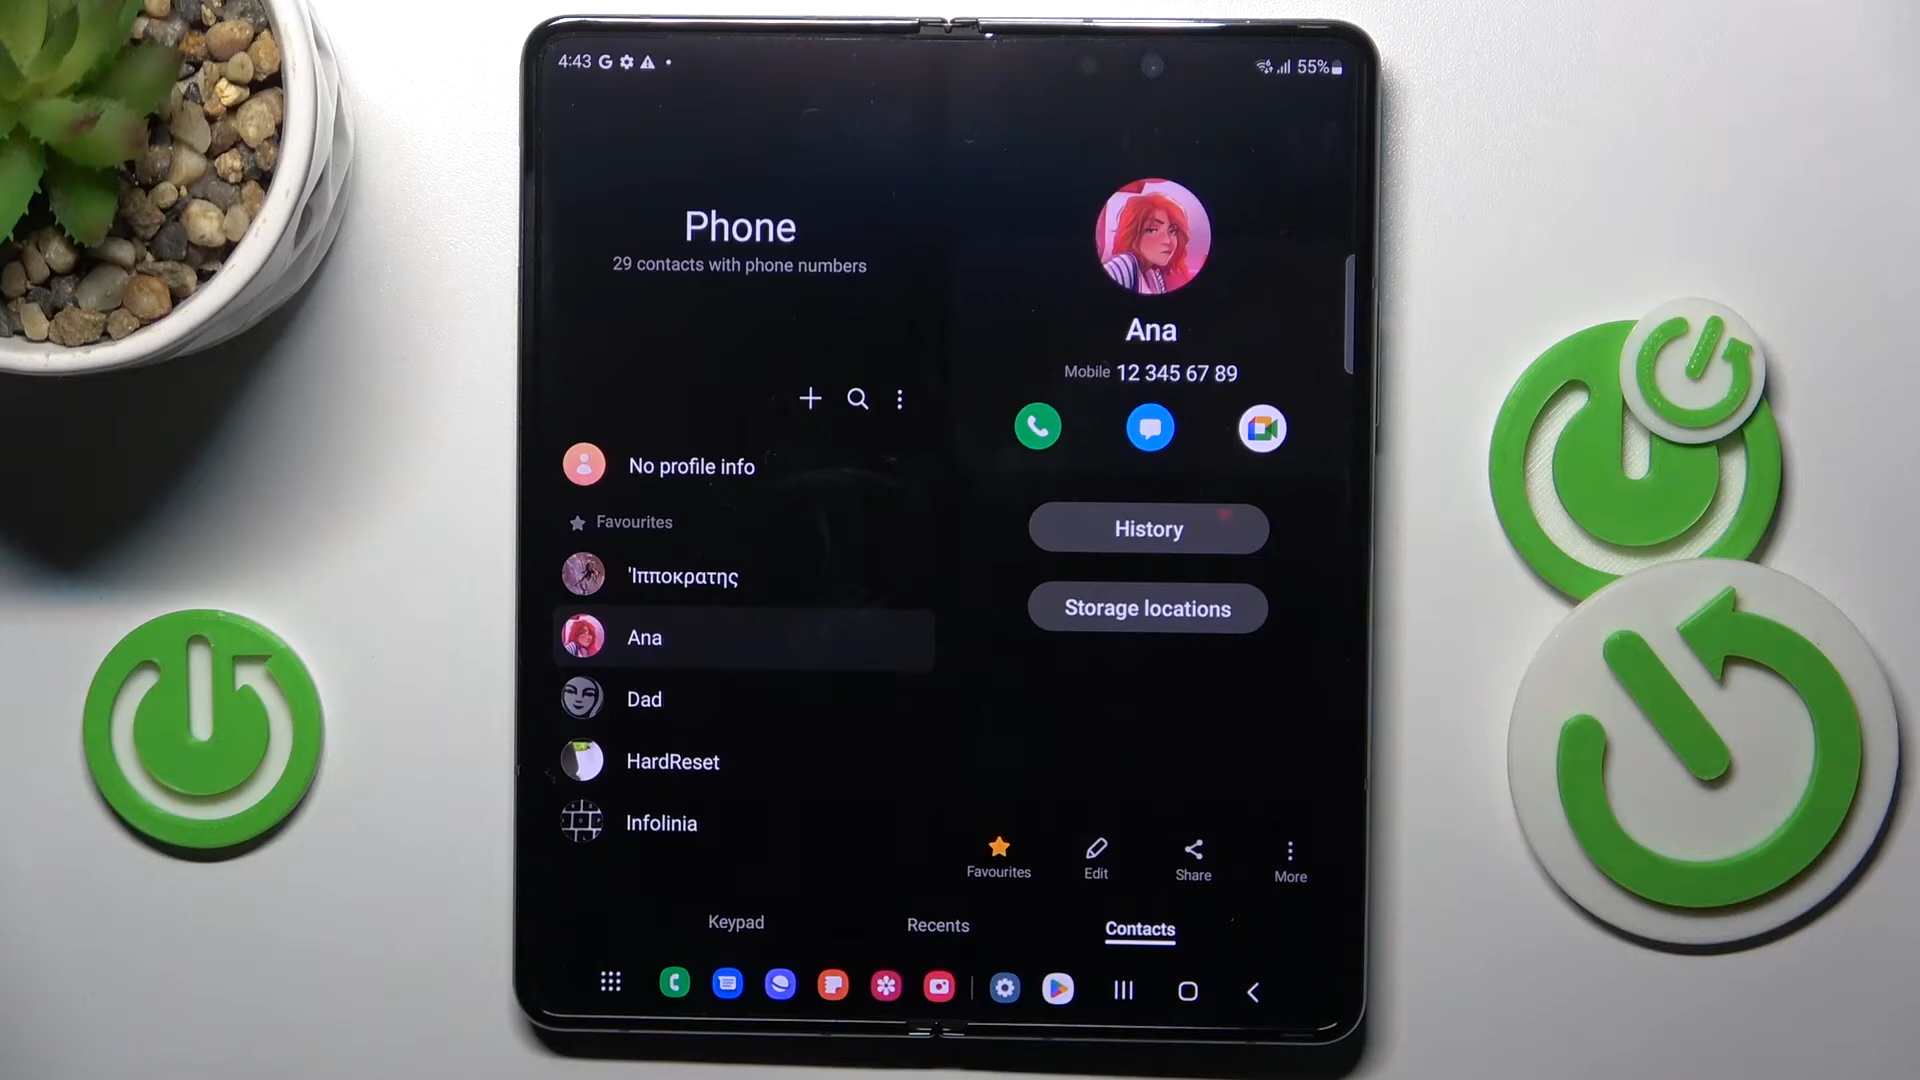 4:43
55%
Phone
29 contacts with phone numbers
No profile info
Favourites
'Ιπποκρατης
Ana
Dad
HardReset
Infolinia
Ana
Mobile 12 345 67 89
History
Storage locations
Favourites
Edit
Share
More
Keypad
Recents
Contacts